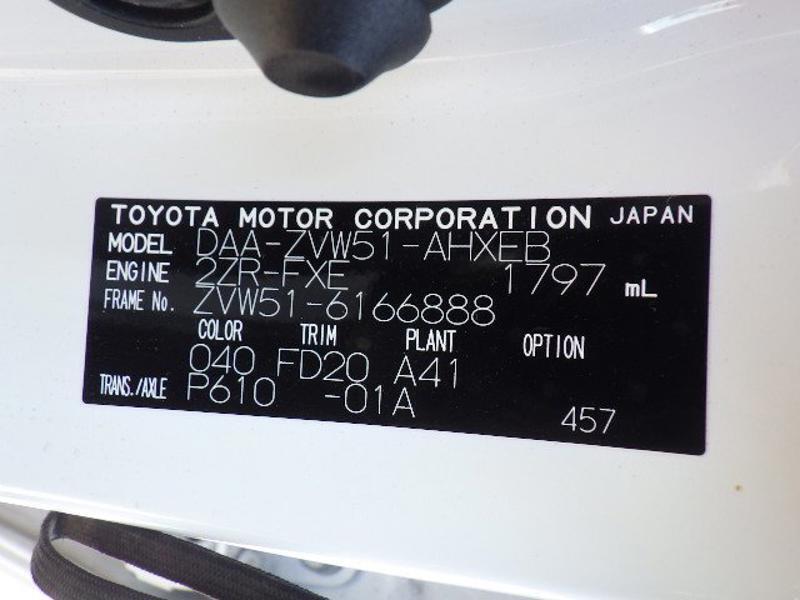 TOYOTA MOTOR CORPORATION JAPAN
MODEL DAA-ZVW51-AHXEB
ENGINE 2ZR-FXE 1797 mL
FRAME No. ZVW51-6166888
COLOR TRIM PLANT OPTION
040 FD20 A41
TRANS./AXLE P610 -01A
457